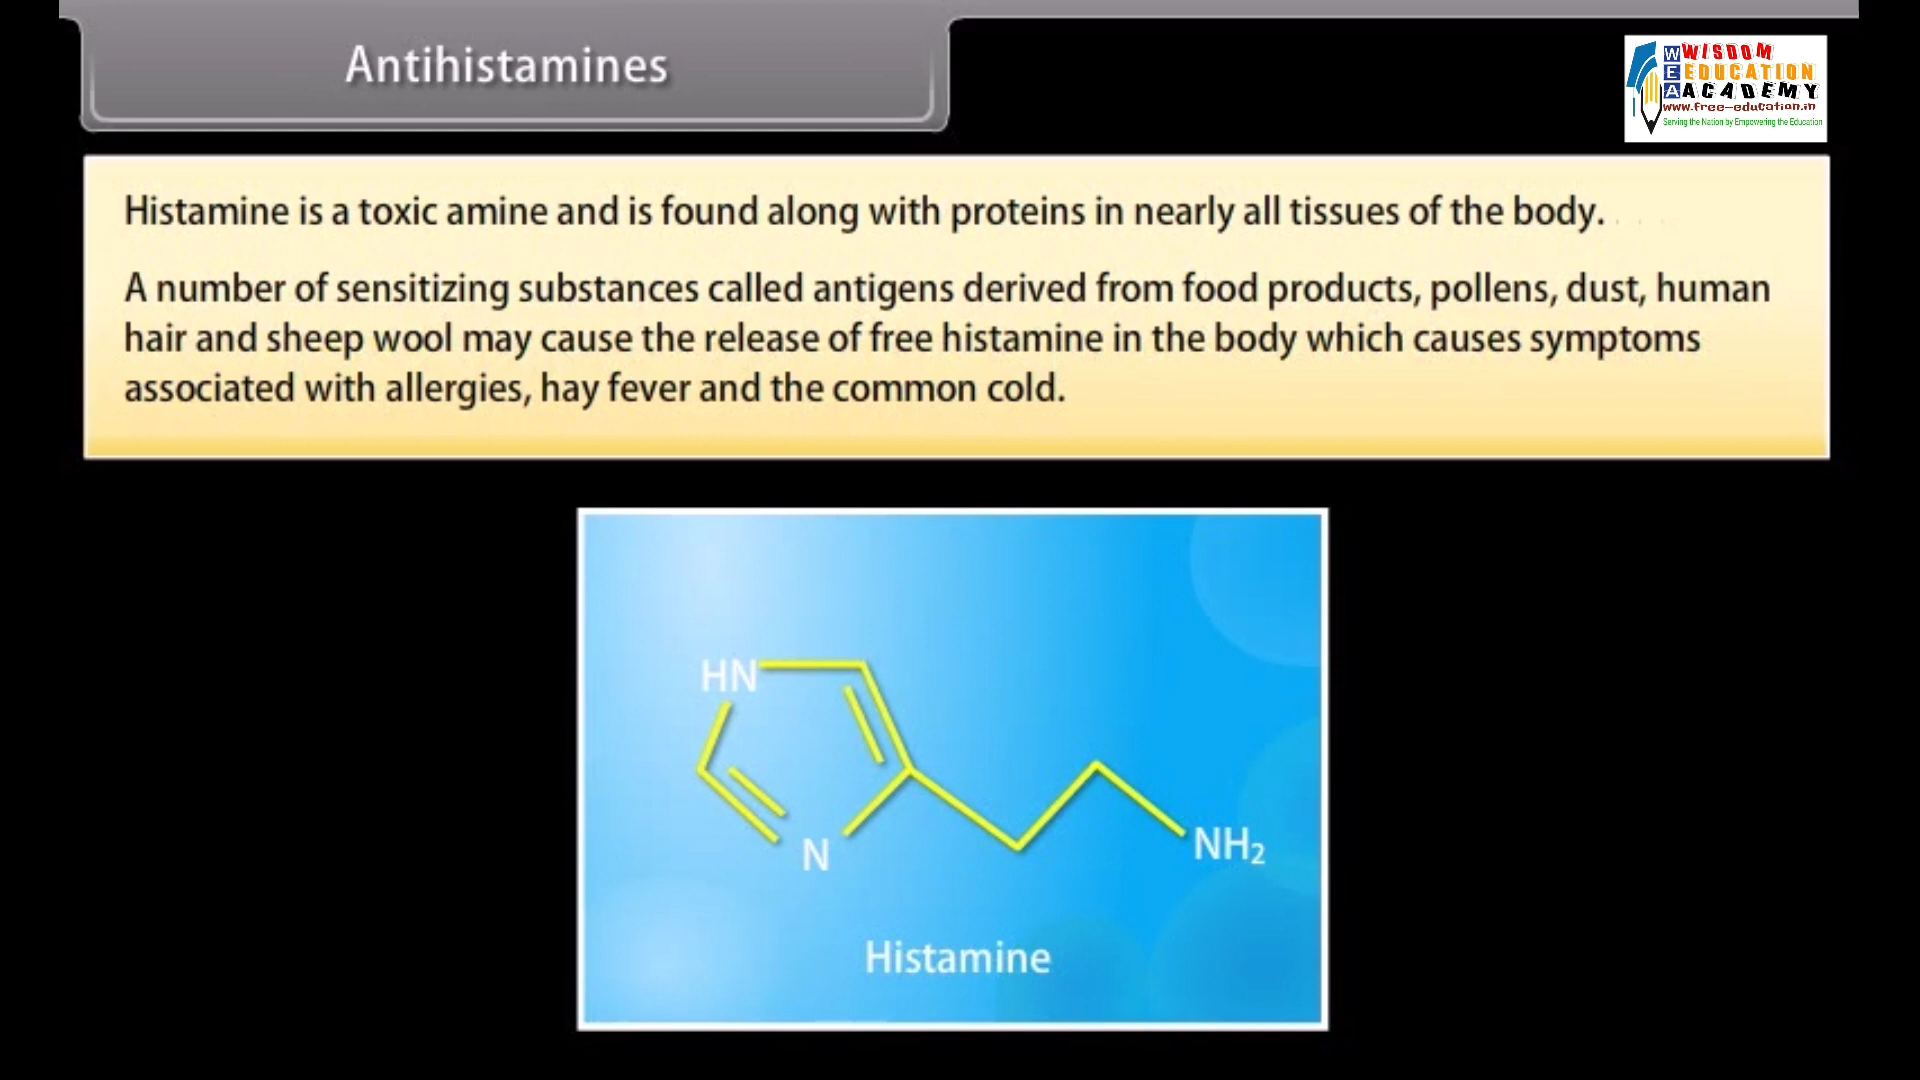 Antihistamines
WISDOM
EDUCATION
ACADEMY
WEA
www.free-education.in
Serving the Nation by Empowering the Education
Histamine is a toxic amine and is found along with proteins in nearly all tissues of the body.
A number of sensitizing substances called antigens derived from food products, pollens, dust, human
hair and sheep wool may cause the release of free histamine in the body which causes symptoms
associated with allergies, hay fever and the common cold.
HN
N
NH₂
Histamine